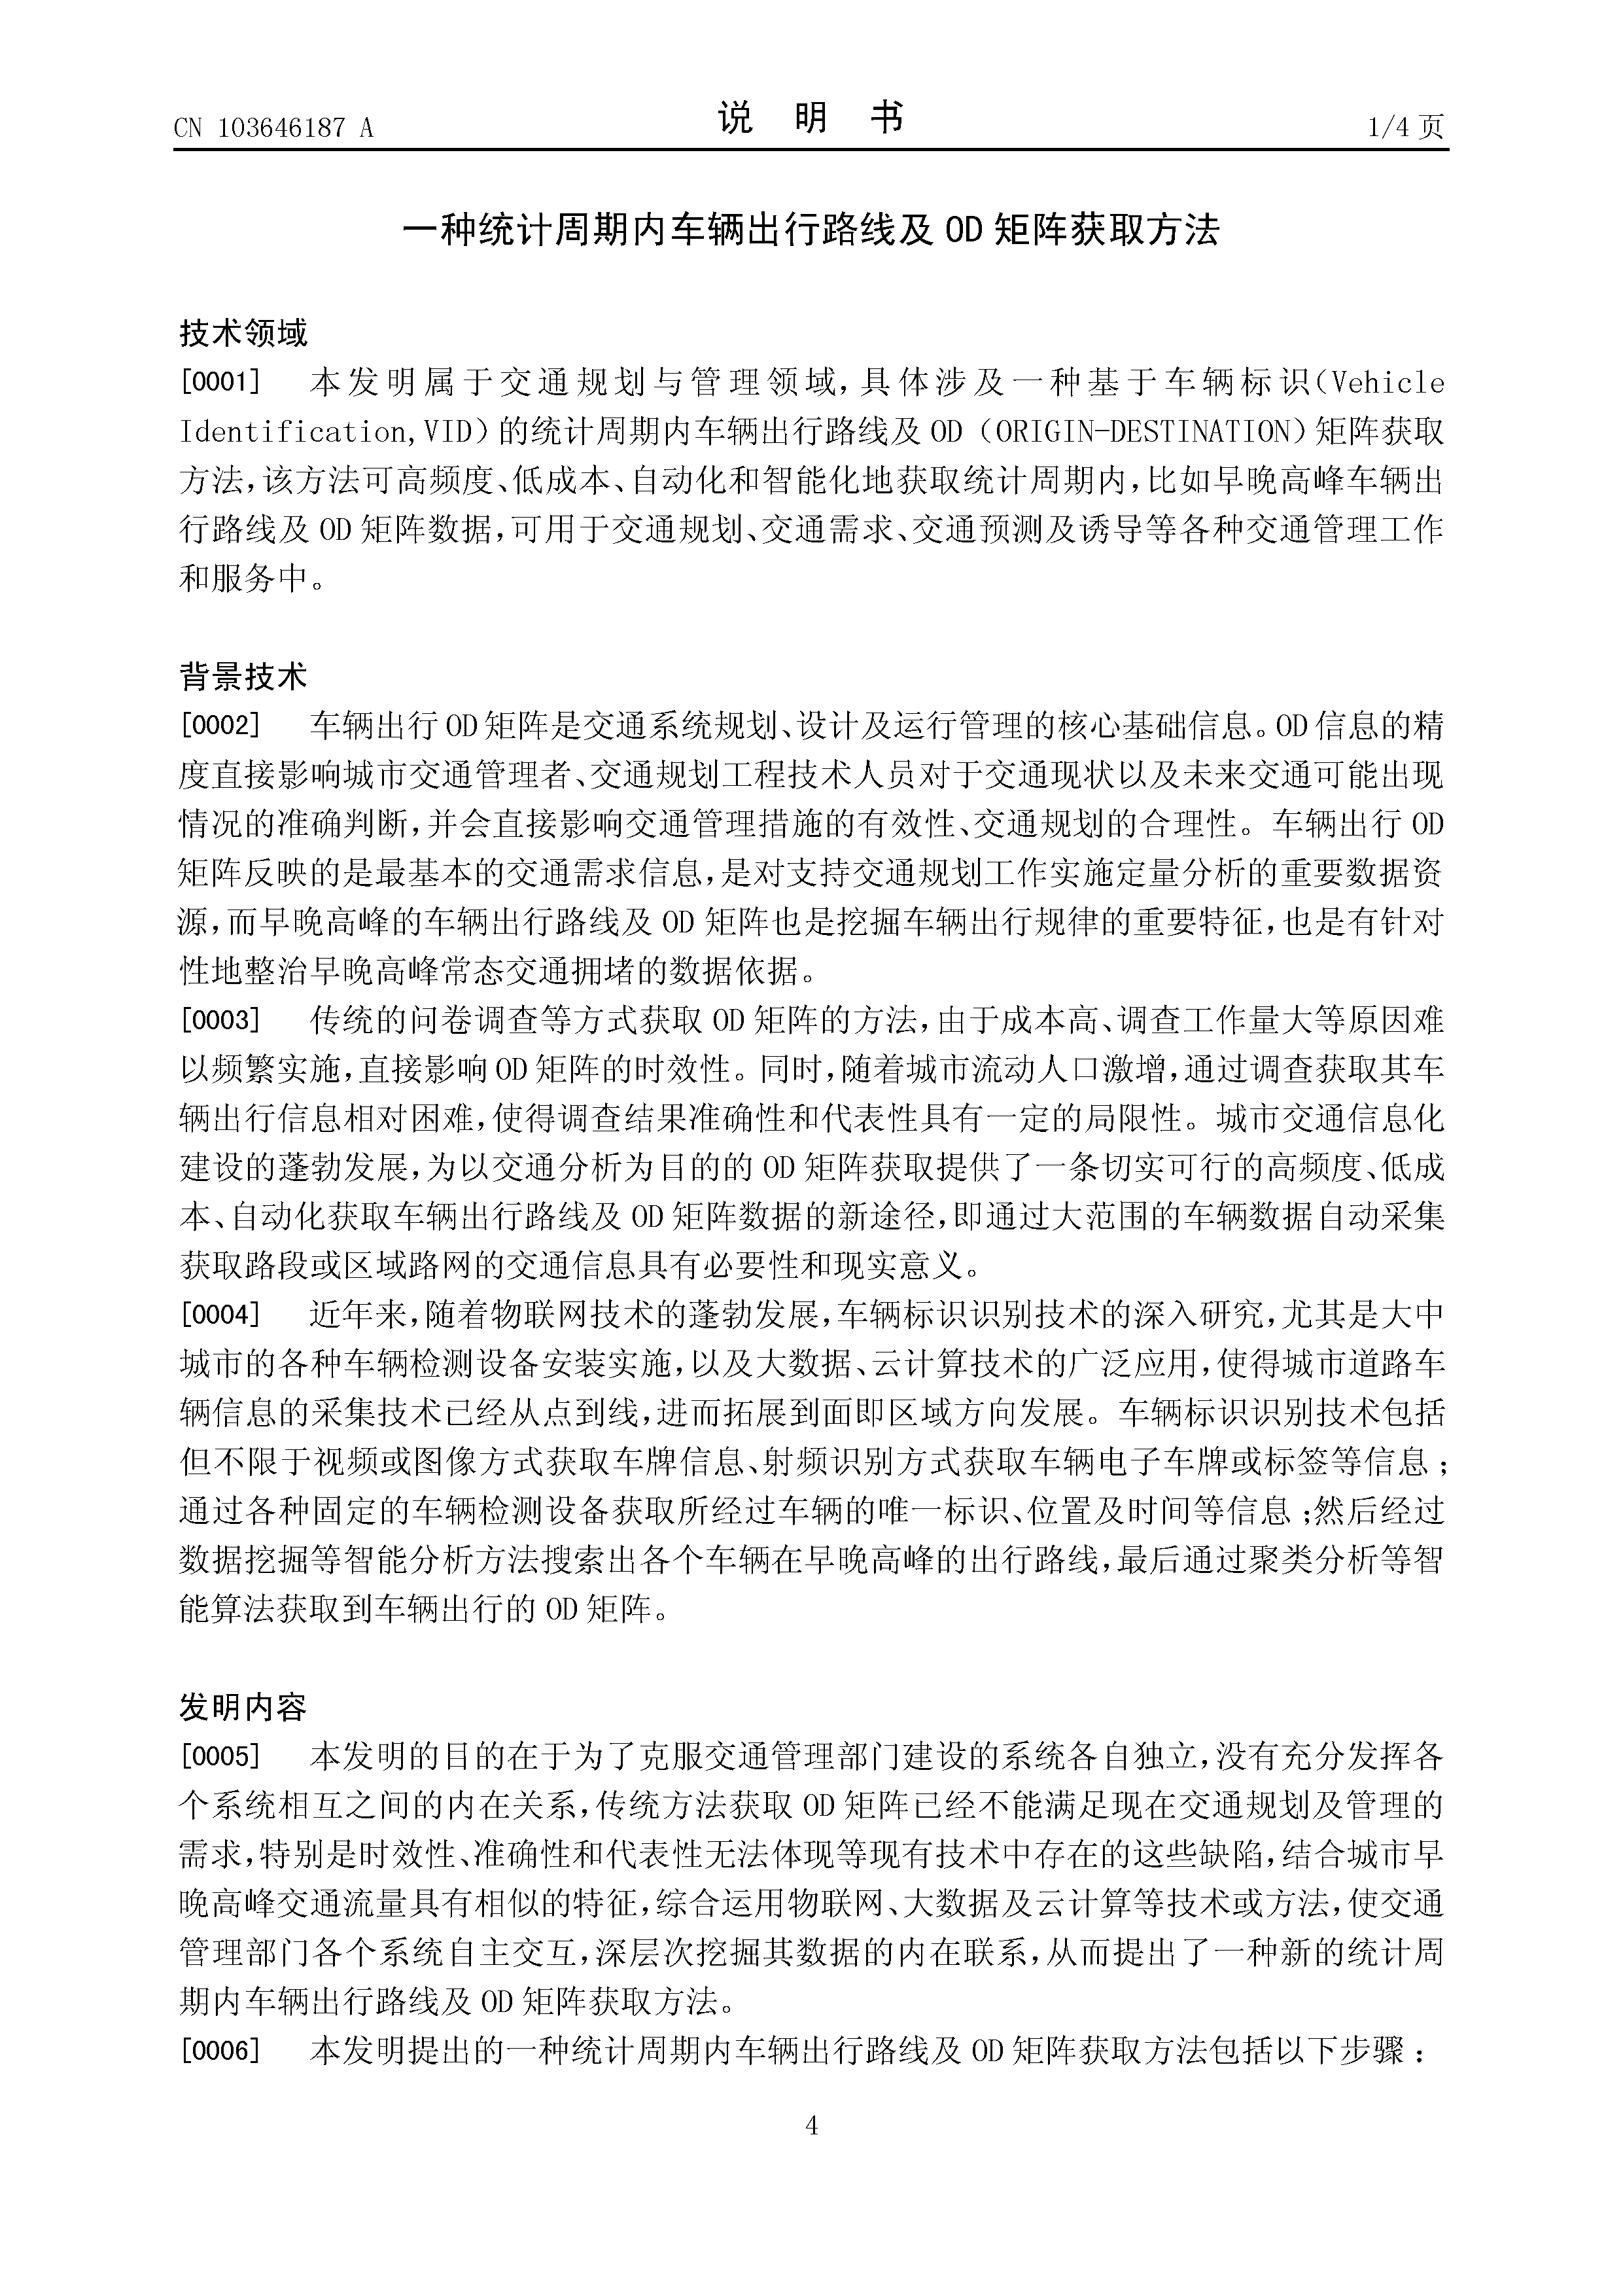 CN 103646187 A
说 明 书
1/4 页
一种统计周期内车辆出行路线及 OD 矩阵获取方法
技术领域
[0001] 本发明属于交通规划与管理领域,具体涉及一种基于车辆标识(Vehicle
Identification,VID)的统计周期内车辆出行路线及 OD（ORIGIN-DESTINATION）矩阵获取
方法,该方法可高频度、低成本、自动化和智能化地获取统计周期内,比如早晚高峰车辆出
行路线及 OD 矩阵数据,可用于交通规划、交通需求、交通预测及诱导等各种交通管理工作
和服务中。
背景技术
[0002] 车辆出行 OD 矩阵是交通系统规划、设计及运行管理的核心基础信息。OD 信息的精
度直接影响城市交通管理者、交通规划工程技术人员对于交通现状以及未来交通可能出现
情况的准确判断,并会直接影响交通管理措施的有效性、交通规划的合理性。车辆出行 OD
矩阵反映的是最基本的交通需求信息,是对支持交通规划工作实施定量分析的重要数据资
源,而早晚高峰的车辆出行路线及 OD 矩阵也是挖掘车辆出行规律的重要特征,也是有针对
性地整治早晚高峰常态交通拥堵的数据依据。
[0003] 传统的问卷调查等方式获取 OD 矩阵的方法,由于成本高、调查工作量大等原因难
以频繁实施,直接影响 OD 矩阵的时效性。同时,随着城市流动人口激增,通过调查获取其车
辆出行信息相对困难,使得调查结果准确性和代表性具有一定的局限性。城市交通信息化
建设的蓬勃发展,为以交通分析为目的的 OD 矩阵获取提供了一条切实可行的高频度、低成
本、自动化获取车辆出行路线及 OD 矩阵数据的新途径,即通过大范围的车辆数据自动采集
获取路段或区域路网的交通信息具有必要性和现实意义。
[0004] 近年来,随着物联网技术的蓬勃发展,车辆标识识别技术的深入研究,尤其是大中
城市的各种车辆检测设备安装实施,以及大数据、云计算技术的广泛应用,使得城市道路车
辆信息的采集技术已经从点到线,进而拓展到面即区域方向发展。车辆标识识别技术包括
但不限于视频或图像方式获取车牌信息、射频识别方式获取车辆电子车牌或标签等信息；
通过各种固定的车辆检测设备获取所经过车辆的唯一标识、位置及时间等信息；然后经过
数据挖掘等智能分析方法搜索出各个车辆在早晚高峰的出行路线,最后通过聚类分析等智
能算法获取到车辆出行的 OD 矩阵。
发明内容
[0005] 本发明的目的在于为了克服交通管理部门建设的系统各自独立,没有充分发挥各
个系统相互之间的内在关系,传统方法获取 OD 矩阵已经不能满足现在交通规划及管理的
需求,特别是时效性、准确性和代表性无法体现等现有技术中存在的这些缺陷,结合城市早
晚高峰交通流量具有相似的特征,综合运用物联网、大数据及云计算等技术或方法,使交通
管理部门各个系统自主交互,深层次挖掘其数据的内在联系,从而提出了一种新的统计周
期内车辆出行路线及 OD 矩阵获取方法。
[0006] 本发明提出的一种统计周期内车辆出行路线及 OD 矩阵获取方法包括以下步骤：
4